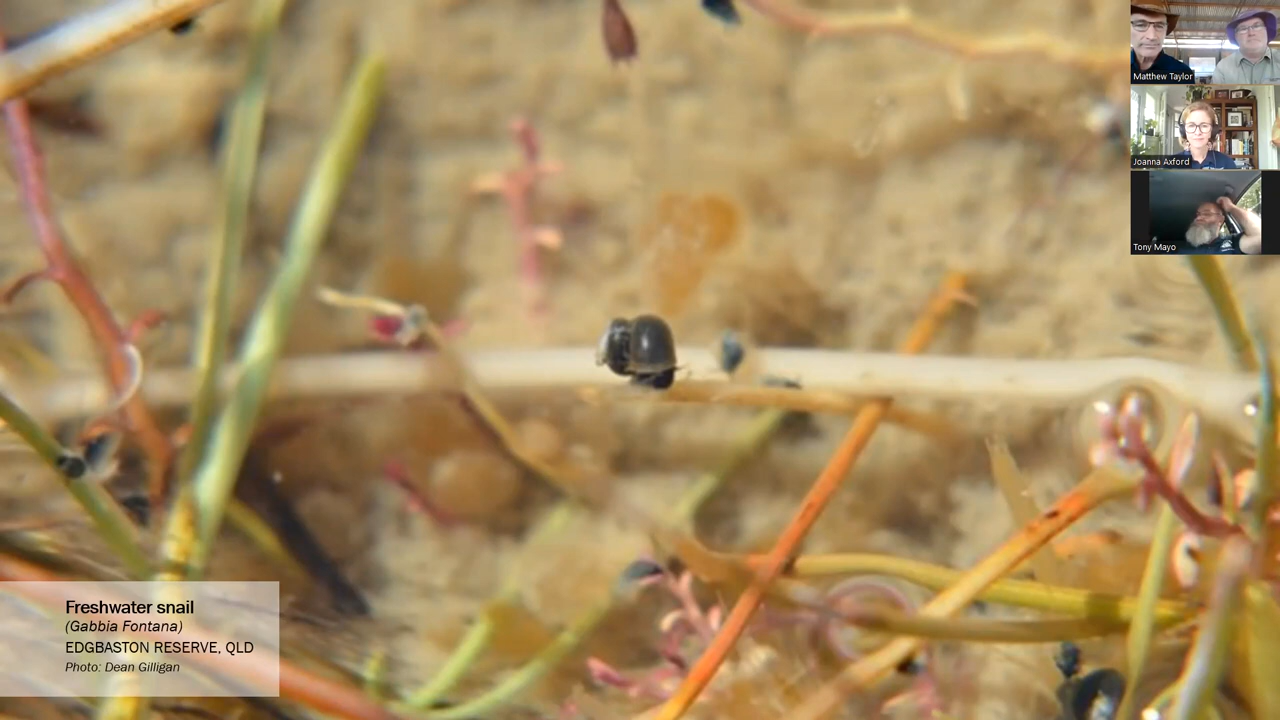 Matthew Taylor
Joanna Axford
Tony Mayo
Freshwater snail
(Gabbia Fontana)
EDGBASTON RESERVE, QLD
Photo: Dean Gilligan